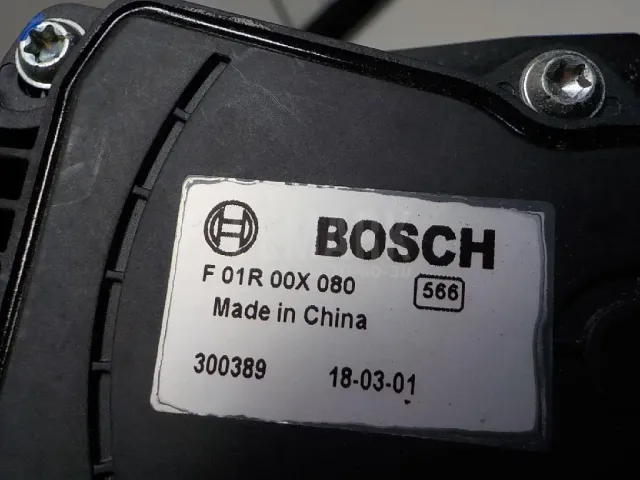 BOSCH
F 01R 00X 080 566
Made in China
300389 18-03-01